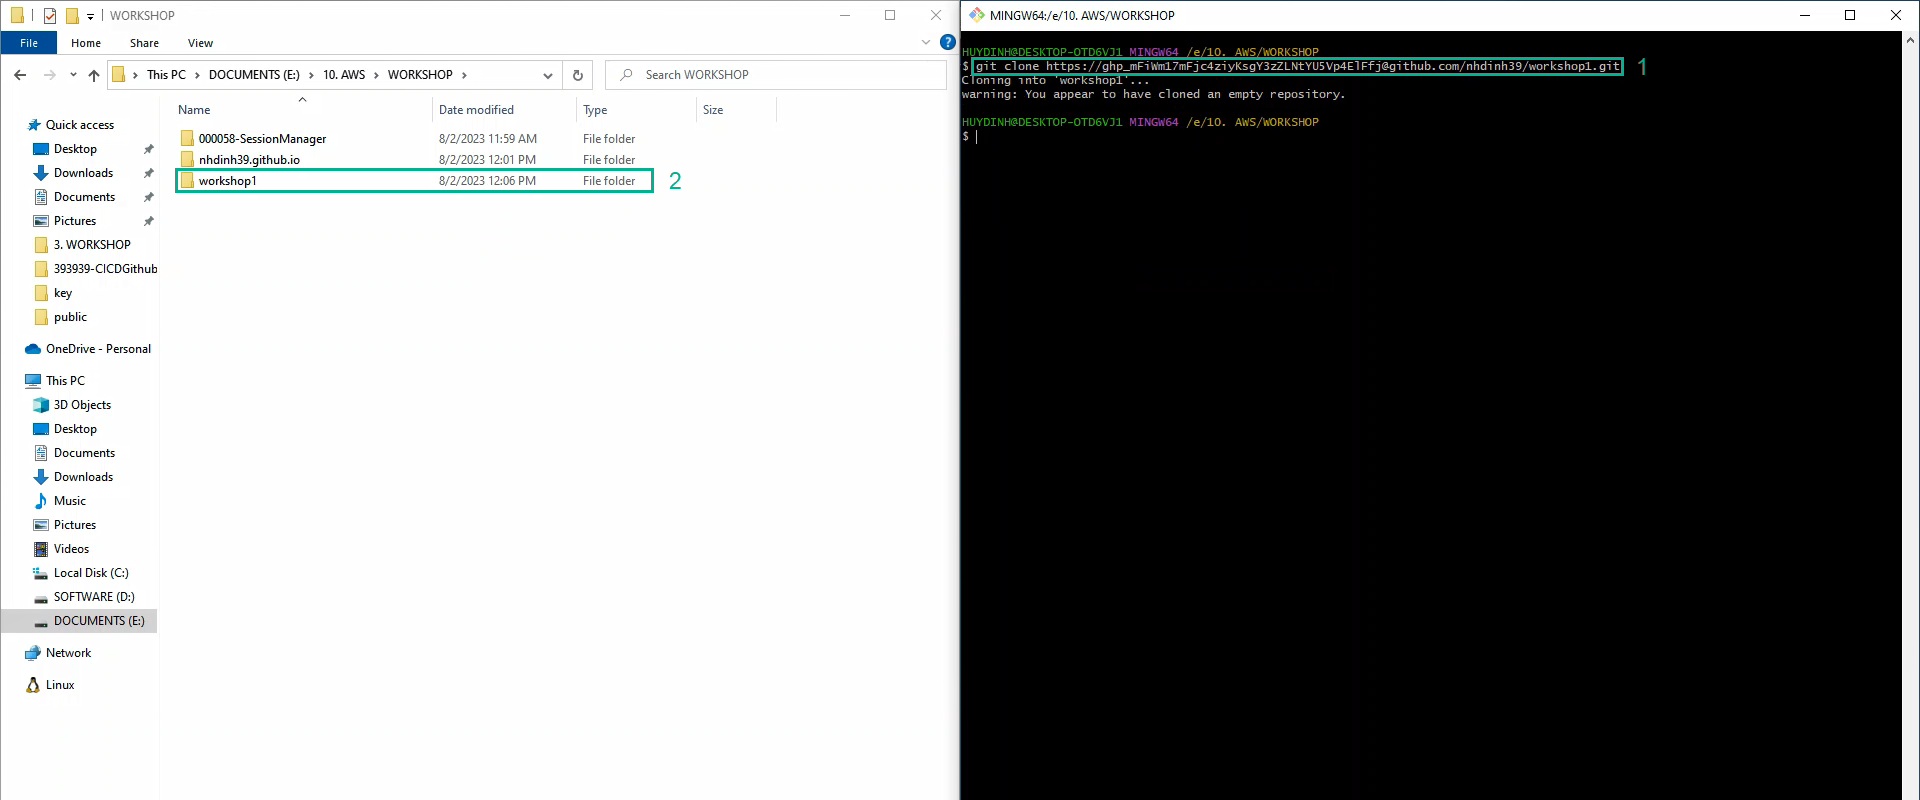 WORKSHOP
File Home Share View
This PC > DOCUMENTS (E:) > 10. AWS > WORKSHOP >
Search WORKSHOP
Name Date modified Type Size
000058-SessionManager 8/2/2023 11:59 AM File folder
nhdinh39.github.io 8/2/2023 12:01 PM File folder
workshop1 8/2/2023 12:06 PM File folder 2
Quick access
Desktop
Downloads
Documents
Pictures
3. WORKSHOP
393939-CICDGithub
key
public
OneDrive - Personal
This PC
3D Objects
Desktop
Documents
Downloads
Music
Pictures
Videos
Local Disk (C:)
SOFTWARE (D:)
DOCUMENTS (E:)
Network
Linux
MINGW64:/e/10. AWS/WORKSHOP
HUYDINH@DESKTOP-OTD6VJ1 MINGW64 /e/10. AWS/WORKSHOP
$ git clone https://@github.com/nhdinh39/workshop1.git 1
Cloning into 'workshop1'...
warning: You appear to have cloned an empty repository.
HUYDINH@DESKTOP-OTD6VJ1 MINGW64 /e/10. AWS/WORKSHOP
$